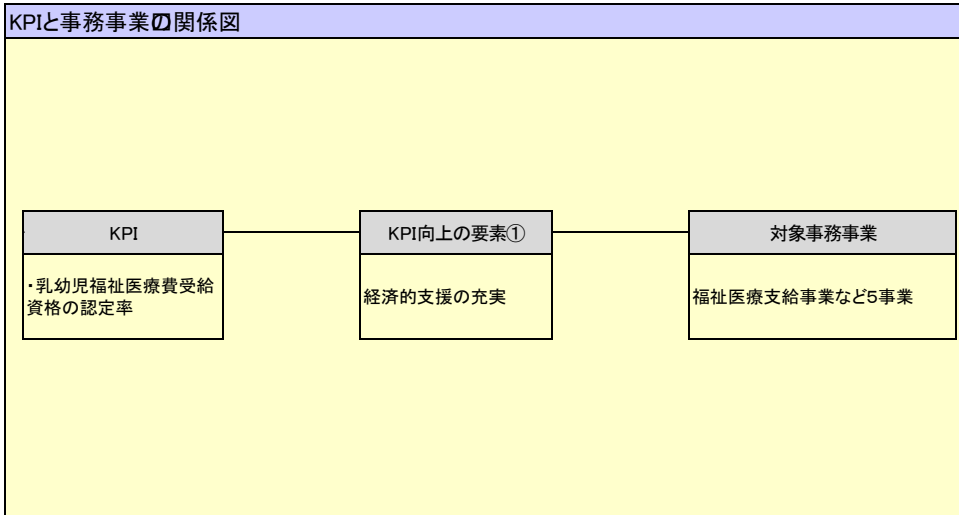 KPIと事務事業の関係図
KPI
KPI向上の要素①
対象事務事業
・乳幼児福祉医療費受給
資格の認定率
経済的支援の充実
福祉医療支給事業など5事業